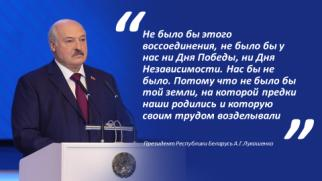 “
Не было бы этого
воссоединения, не было бы у
нас ни Дня Победы, ни Дня
Независимости. Нас бы не
было. Потому что не было бы
той земли, на которой предки
наши родились и которую
своим трудом возделывали
”
Президент Республики Беларусь А.Г.Лукашенко